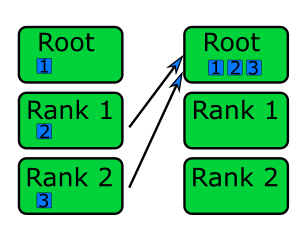 Root
1
Rank 1
2
Rank 2
3
Root
1 2 3
Rank 1
Rank 2